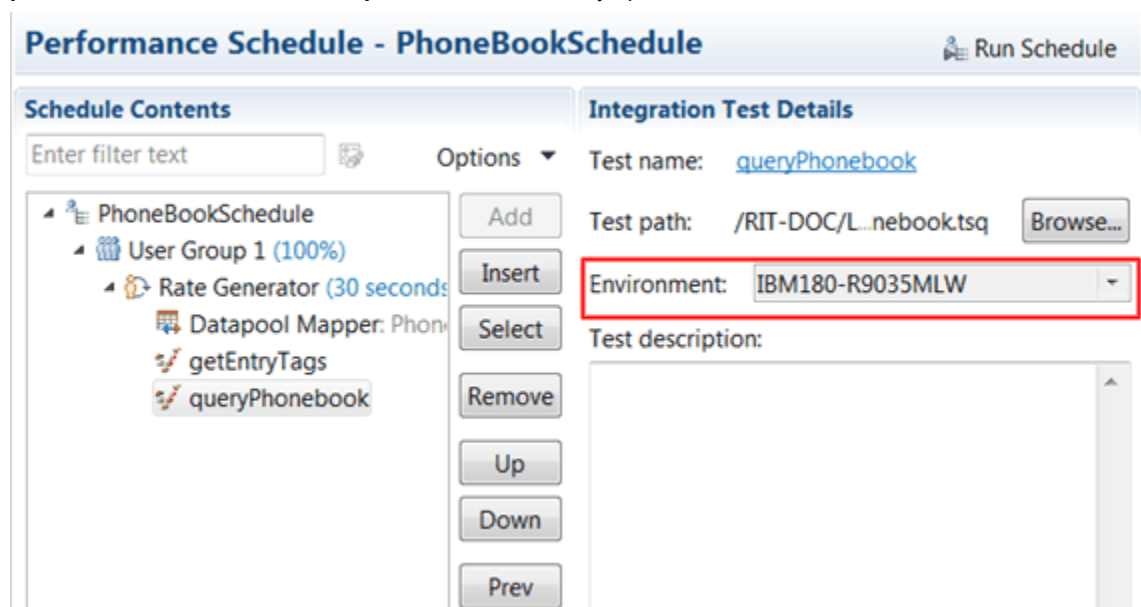 Performance Schedule - PhoneBookSchedule
Run Schedule
Schedule Contents
Enter filter text
Options
PhoneBookSchedule
User Group 1 (100%)
Rate Generator (30 seconds
Datapool Mapper: Phon
getEntryTags
queryPhonebook
Add
Insert
Select
Remove
Up
Down
Prev
Integration Test Details
Test name: queryPhonebook
Test path: /RIT-DOC/L...nebook.tsq Browse...
Environment: IBM180-R9035MLW
Test description: